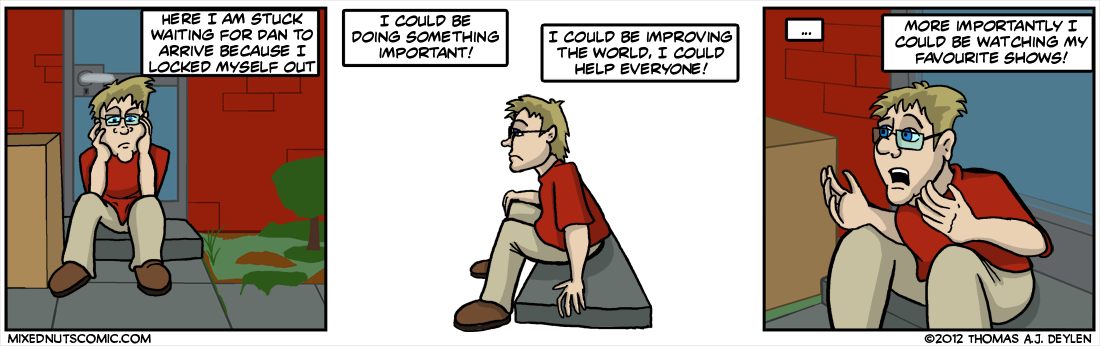 HERE I AM STUCK
WAITING FOR DAN TO
ARRIVE BECAUSE I
LOCKED MYSELF OUT
I COULD BE
DOING SOMETHING
IMPORTANT!
I COULD BE IMPROVING
THE WORLD, I COULD
HELP EVERYONE!
...
MORE IMPORTANTLY I
COULD BE WATCHING MY
FAVOURITE SHOWS!
MIXEDNUTSCOMIC.COM
©2012 THOMAS A.J. DEYLEN